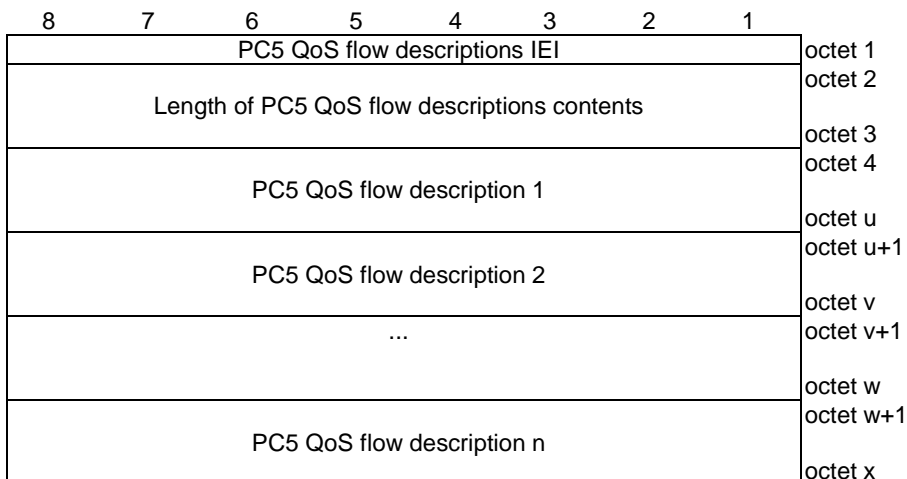 8 7 6 5 4 3 2 1
PC5 QoS flow descriptions IEI octet 1
octet 2
Length of PC5 QoS flow descriptions contents
octet 3
octet 4
PC5 QoS flow description 1
octet u
octet u+1
PC5 QoS flow description 2
octet v
... octet v+1
octet w
octet w+1
PC5 QoS flow description n
octet x